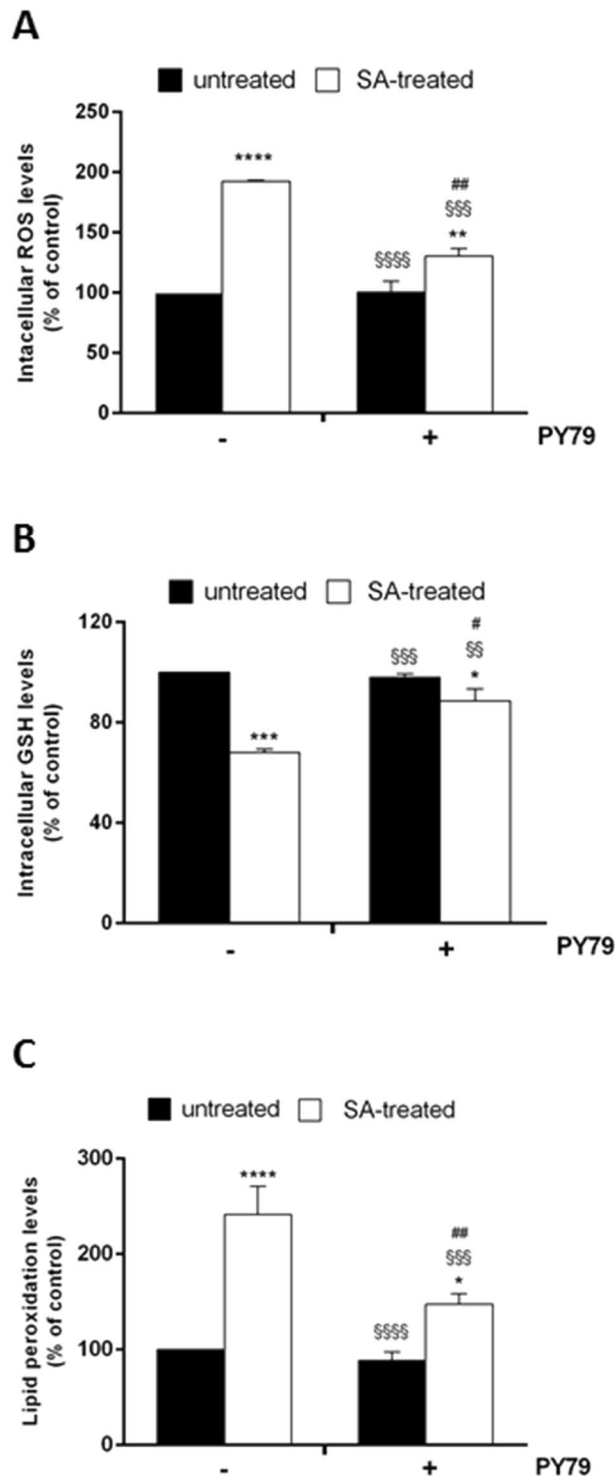 A
untreated SA-treated
Intacellular ROS levels
(% of control)
250
200
150
100
50
0
****
§§§§
##
§§§
**
- + PY79
B
untreated SA-treated
Intracellular GSH levels
(% of control)
120
80
40
0
***
§§§
#
§§
*
- + PY79
C
untreated SA-treated
Lipid peroxidation levels
(% of control)
300
200
100
0
****
§§§§
##
§§§
*
- + PY79